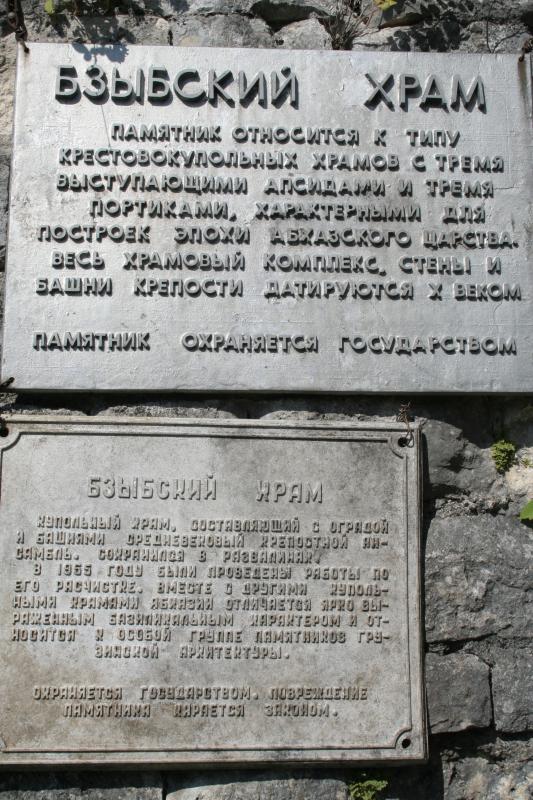 БЗЫБСКИЙ ХРАМ
ПАМЯТНИК ОТНОСИТСЯ К ТИПУ
КРЕСТОВОКУПОЛЬНЫХ ХРАМОВ С ТРЕМЯ
ВЫСТУПАЮЩИМИ АПСИДАМИ И ТРЕМЯ
ПОРТИКАМИ, ХАРАКТЕРНЫМИ ДЛЯ
ПОСТРОЕК ЭПОХИ АБХАЗСКОГО ЦАРСТВА.
ВЕСЬ ХРАМОВЫЙ КОМПЛЕКС, СТЕНЫ И
БАШНИ КРЕПОСТИ ДАТИРУЮТСЯ X ВЕКОМ
ПАМЯТНИК ОХРАНЯЕТСЯ ГОСУДАРСТВОМ
БЗЫБСКИЙ ХРАМ
КУПОЛЬНЫЙ ХРАМ, СОСТАВЛЯЮЩИЙ С ОГРАДОЙ
И БАШНЯМИ СРЕДНЕВЕКОВЫЙ КРЕПОСТНОЙ АН-
САМБЛЬ. СОХРАНИЛСЯ В РАЗВАЛИНАХ.
В 1965 ГОДУ БЫЛИ ПРОВЕДЕНЫ РАБОТЫ ПО
ЕГО РАСЧИСТКЕ. ВМЕСТЕ С ДРУГИМИ КУПОЛЬ-
НЫМИ ХРАМАМИ АБХАЗИИ ОТЛИЧАЕТСЯ ЯРКО ВЫ-
РАЖЕННЫМ БАЗИЛИКАЛЬНЫМ ХАРАКТЕРОМ И ОТ-
НОСИТСЯ К ОСОБОЙ ГРУППЕ ПАМЯТНИКОВ ГРУ-
ЗИНСКОЙ АРХИТЕКТУРЫ.
ОХРАНЯЕТСЯ ГОСУДАРСТВОМ. ПОВРЕЖДЕНИЕ
ПАМЯТНИКА КАРАЕТСЯ ЗАКОНОМ.